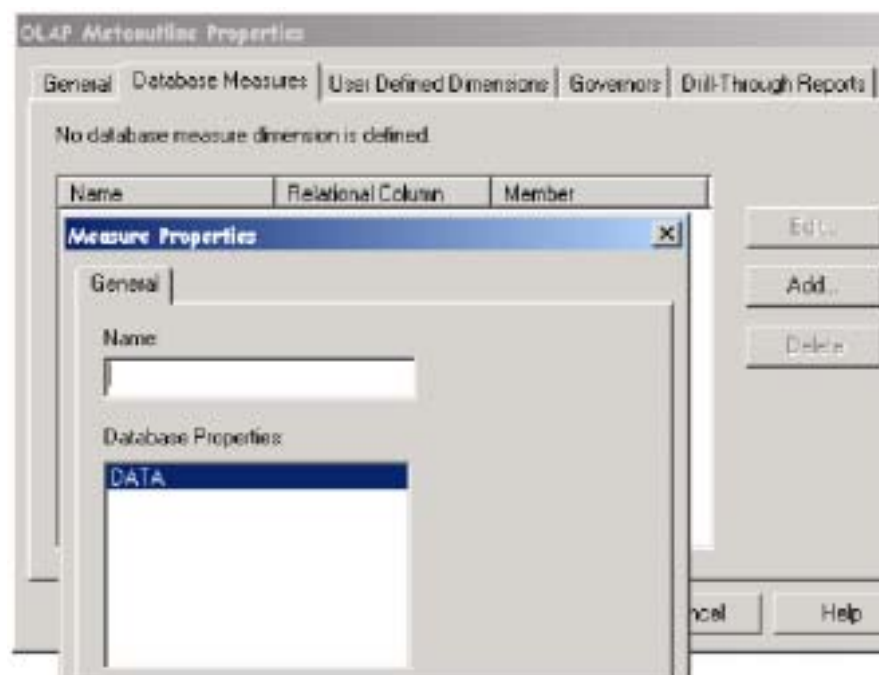 OLAP Metaoutline Properties
General Database Measures User Defined Dimensions Governors Drill-Through Reports
No database measure dimension is defined.
Name Relational Column Member
Edit...
Measure Properties
General
Add...
Name
Delete
Database Properties
DATA
ncel Help